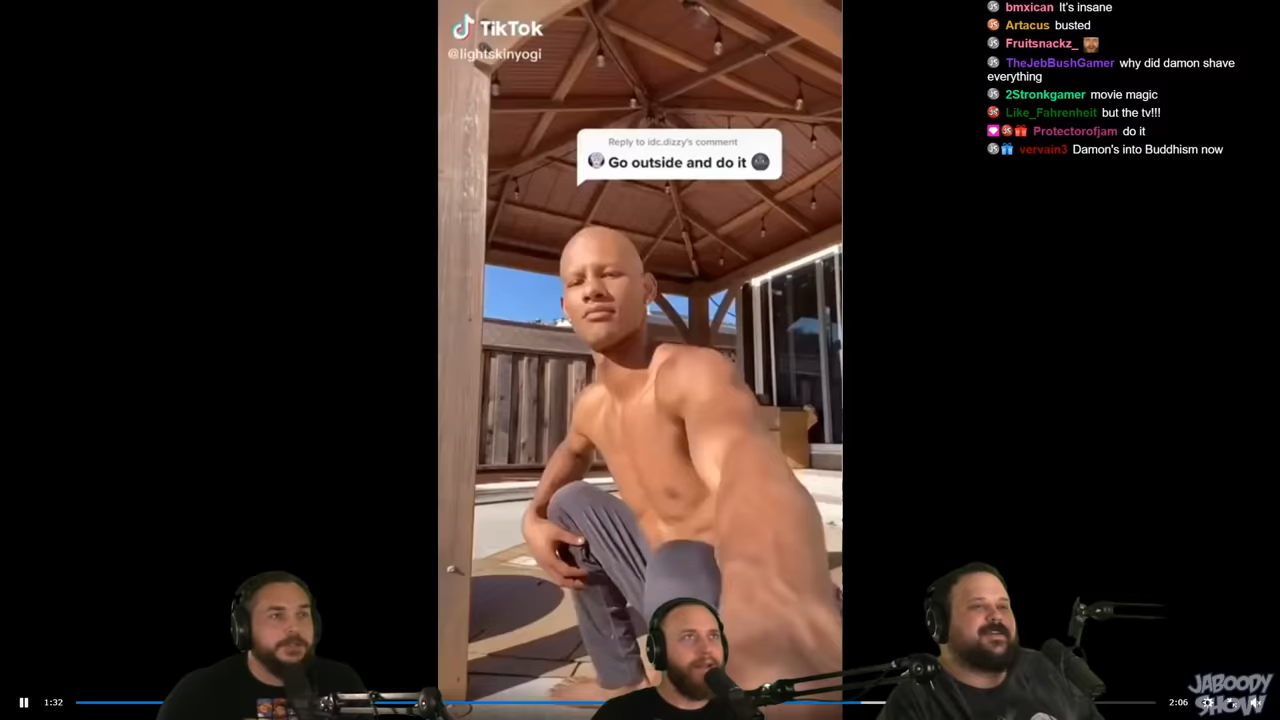 TikTok
@lightskinyogi
Reply to idc.dizzy's comment
Go outside and do it
bmxican It's insane
Artacus busted
Fruitsnackz_
TheJebBushGamer why did damon shave
everything
2Stronkgamer movie magic
Like_Fahrenheit but the tv!!!
Protectorofjam do it
vervain3 Damon's into Buddhism now
1:32
2:06
JABOODY
SHOW